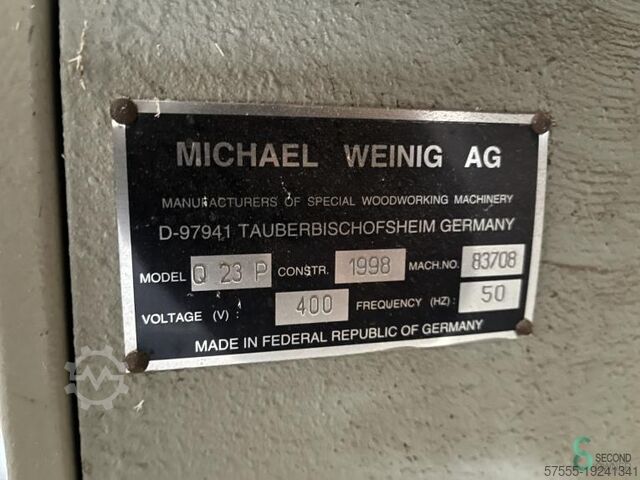 MICHAEL WEINIG AG
MANUFACTURERS OF SPECIAL WOODWORKING MACHINERY
D-97941 TAUBERBISCHOFSHEIM GERMANY
MODEL Q 23 P CONSTR. 1998 MACH.NO. 83708
VOLTAGE (V) : 400 FREQUENCY (HZ) : 50
MADE IN FEDERAL REPUBLIC OF GERMANY
SECOND
57555-19241341